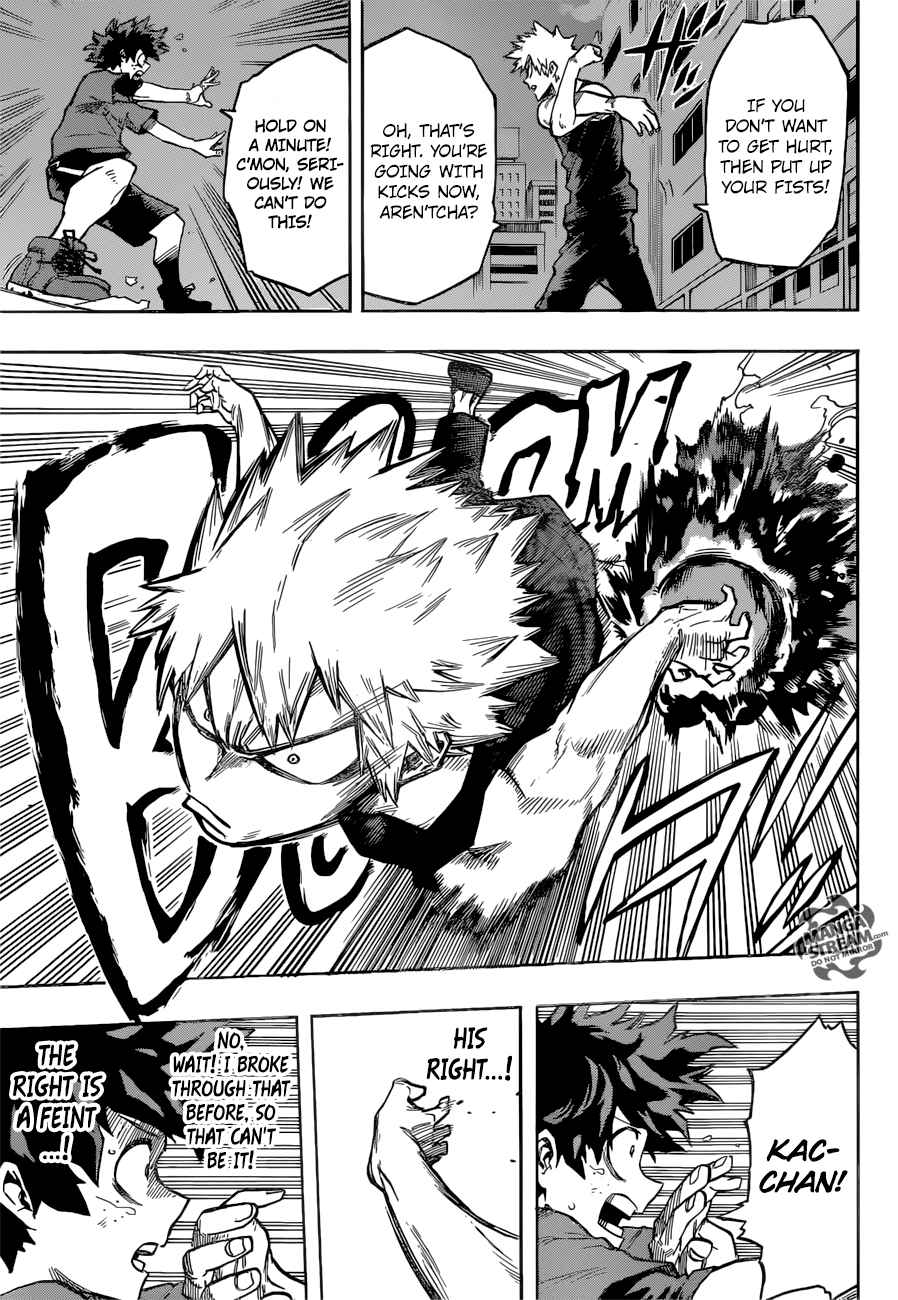 IF YOU
DON'T WANT
TO GET HURT,
THEN PUT UP
YOUR FISTS!
OH, THAT'S
RIGHT. YOU'RE
GOING WITH
KICKS NOW,
AREN'TCHA?
HOLD ON
A MINUTE!
C'MON, SERI-
OUSLY! WE
CAN'T DO
THIS!
BOOOM
MANGA
STREAM.com
DO NOT MIRROR
KAC-
CHAN!
HIS
RIGHT...!
NO,
WAIT! I BROKE
THROUGH THAT
BEFORE, SO
THAT CAN'T
BE IT!
THE
RIGHT IS
A FEINT
...!